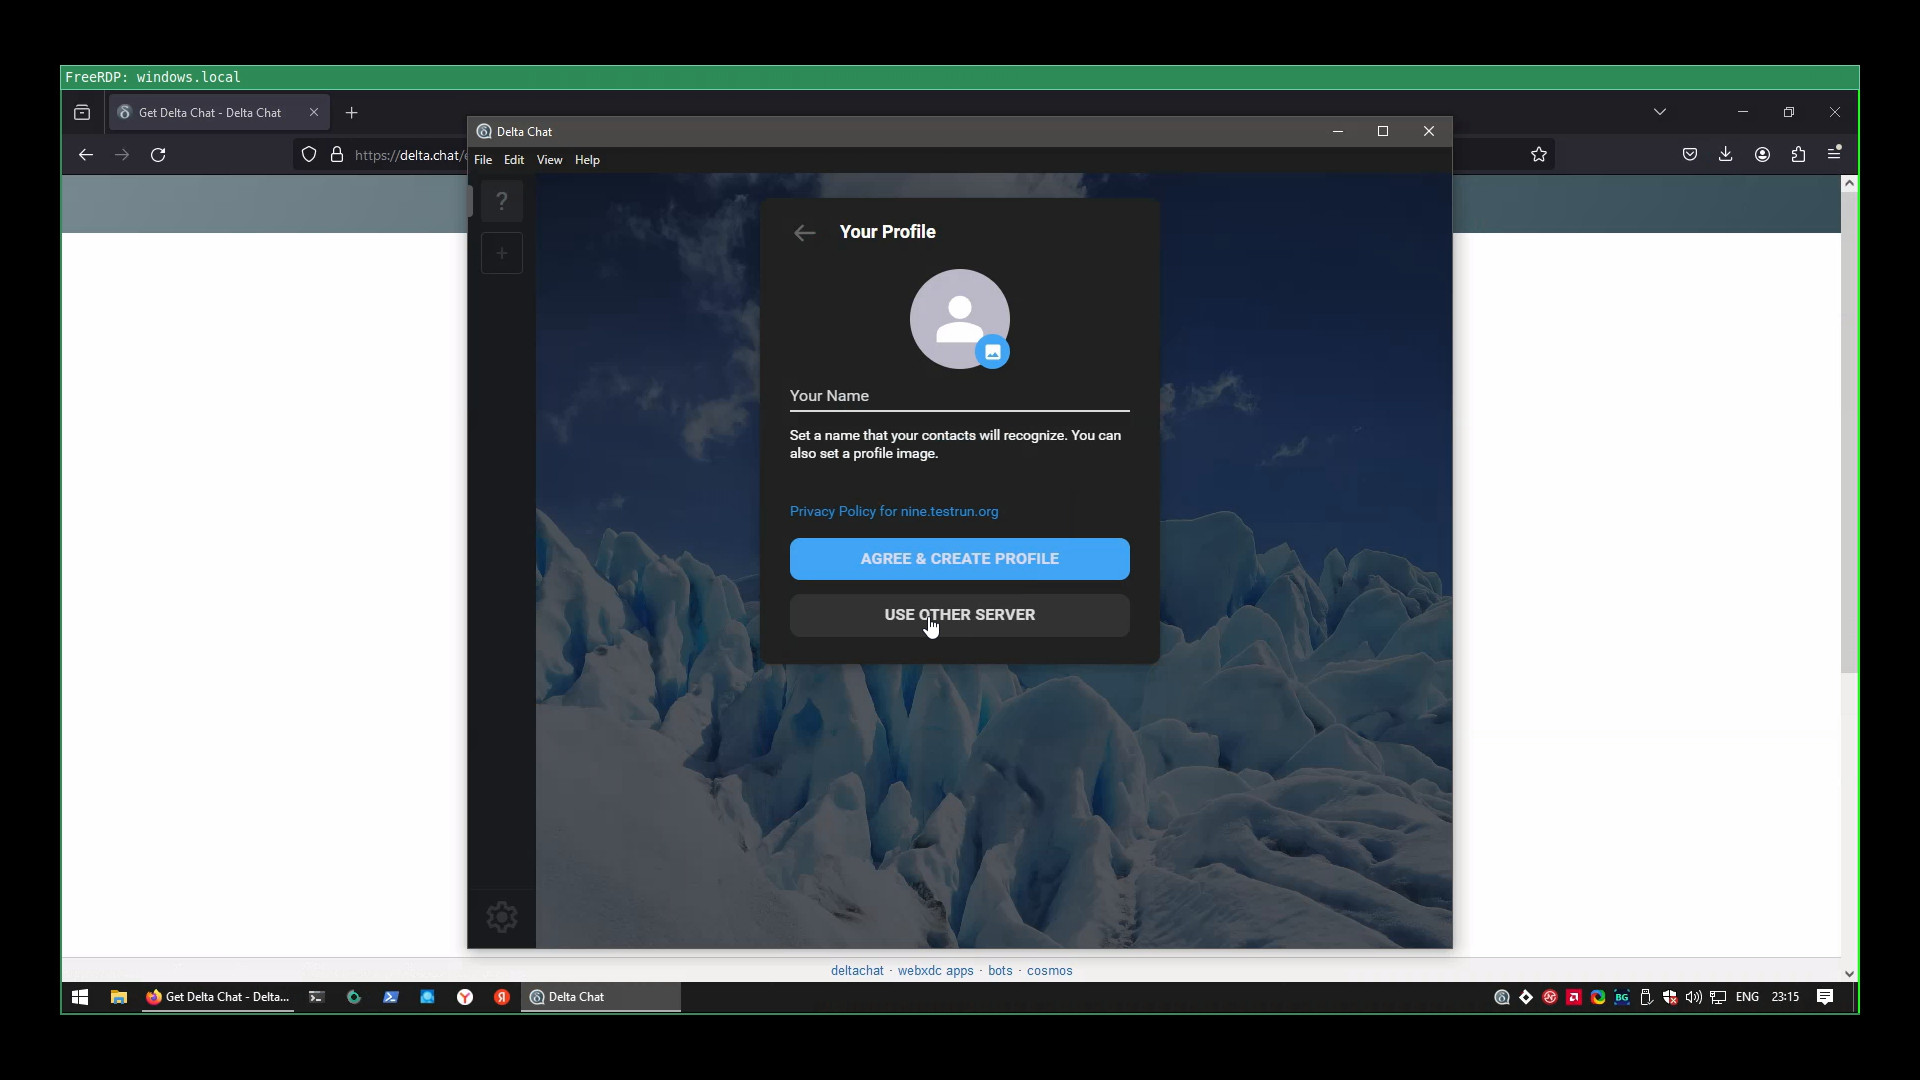 FreeRDP: windows.local
Get Delta Chat - Delta Chat
https://delta.chat/e
Delta Chat
File Edit View Help
?
+
Your Profile
Your Name
Set a name that your contacts will recognize. You can
also set a profile image.
Privacy Policy for nine.testrun.org
AGREE & CREATE PROFILE
USE OTHER SERVER
deltachat · webxdc apps · bots · cosmos
Get Delta Chat - Delta...
Delta Chat
BG
ENG
23:15